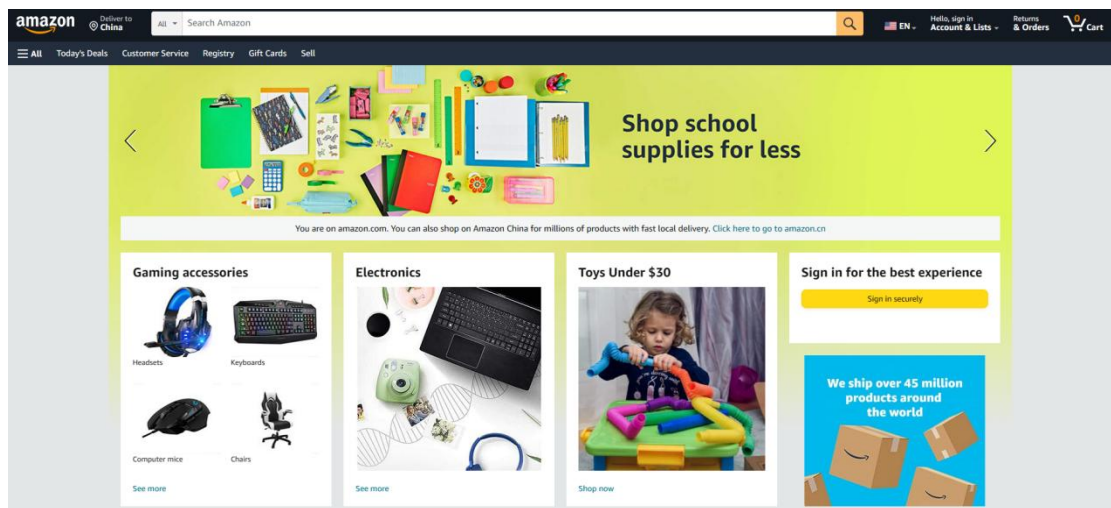 amazon
Deliver to
China
All
Search Amazon
EN
Hello, sign in
Account & Lists
Returns
& Orders
0
Cart
All
Today's Deals
Customer Service
Registry
Gift Cards
Sell
Shop school
supplies for less
You are on amazon.com. You can also shop on Amazon China for millions of products with fast local delivery. Click here to go to amazon.cn
Gaming accessories
Headsets
Keyboards
Computer mice
Chairs
See more
Electronics
See more
Toys Under $30
Shop now
Sign in for the best experience
Sign in securely
We ship over 45 million
products around
the world